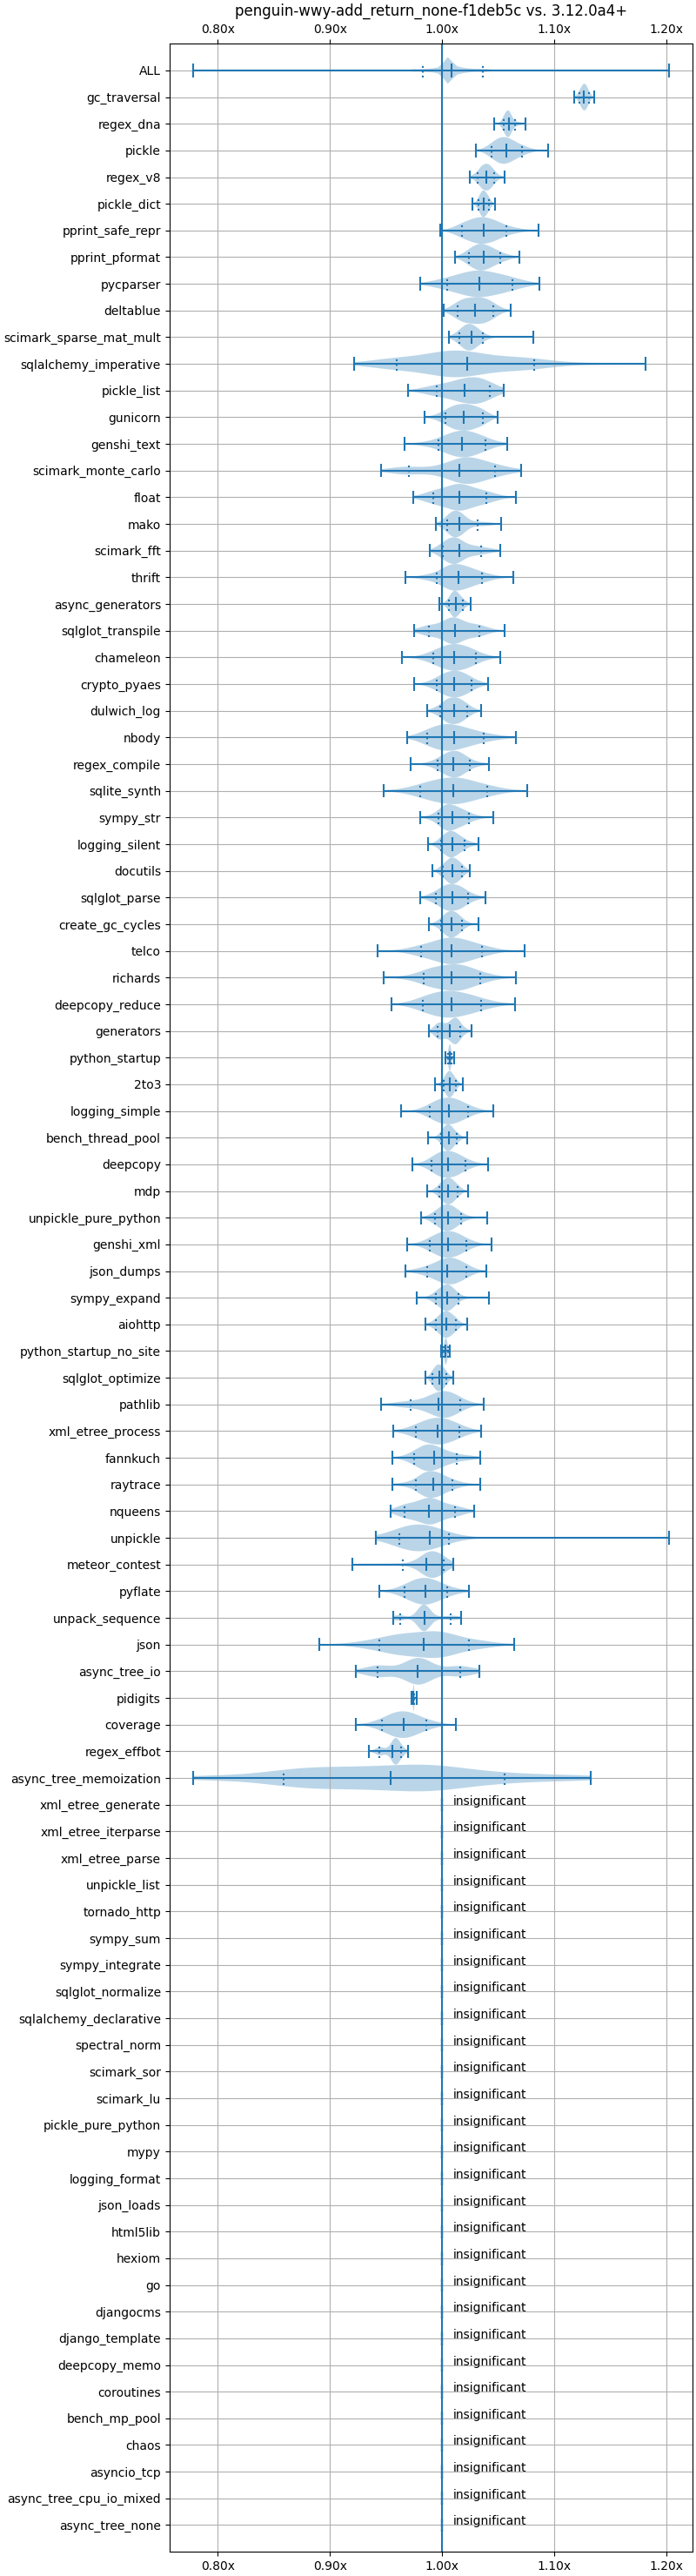 penguin-wwy-add_return_none-f1deb5c vs. 3.12.0a4+
0.80x 0.90x 1.00x 1.10x 1.20x
ALL
gc_traversal
regex_dna
pickle
regex_v8
pickle_dict
pprint_safe_repr
pprint_pformat
pycparser
deltablue
scimark_sparse_mat_mult
sqlalchemy_imperative
pickle_list
gunicorn
genshi_text
scimark_monte_carlo
float
mako
scimark_fft
thrift
async_generators
sqlglot_transpile
chameleon
crypto_pyaes
dulwich_log
nbody
regex_compile
sqlite_synth
sympy_str
logging_silent
docutils
sqlglot_parse
create_gc_cycles
telco
richards
deepcopy_reduce
generators
python_startup
2to3
logging_simple
bench_thread_pool
deepcopy
mdp
unpickle_pure_python
genshi_xml
json_dumps
sympy_expand
aiohttp
python_startup_no_site
sqlglot_optimize
pathlib
xml_etree_process
fannkuch
raytrace
nqueens
unpickle
meteor_contest
pyflate
unpack_sequence
json
async_tree_io
pidigits
coverage
regex_effbot
async_tree_memoization
xml_etree_generate insignificant
xml_etree_iterparse insignificant
xml_etree_parse insignificant
unpickle_list insignificant
tornado_http insignificant
sympy_sum insignificant
sympy_integrate insignificant
sqlglot_normalize insignificant
sqlalchemy_declarative insignificant
spectral_norm insignificant
scimark_sor insignificant
scimark_lu insignificant
pickle_pure_python insignificant
mypy insignificant
logging_format insignificant
json_loads insignificant
html5lib insignificant
hexiom insignificant
go insignificant
djangocms insignificant
django_template insignificant
deepcopy_memo insignificant
coroutines insignificant
bench_mp_pool insignificant
chaos insignificant
asyncio_tcp insignificant
async_tree_cpu_io_mixed insignificant
async_tree_none insignificant
0.80x 0.90x 1.00x 1.10x 1.20x